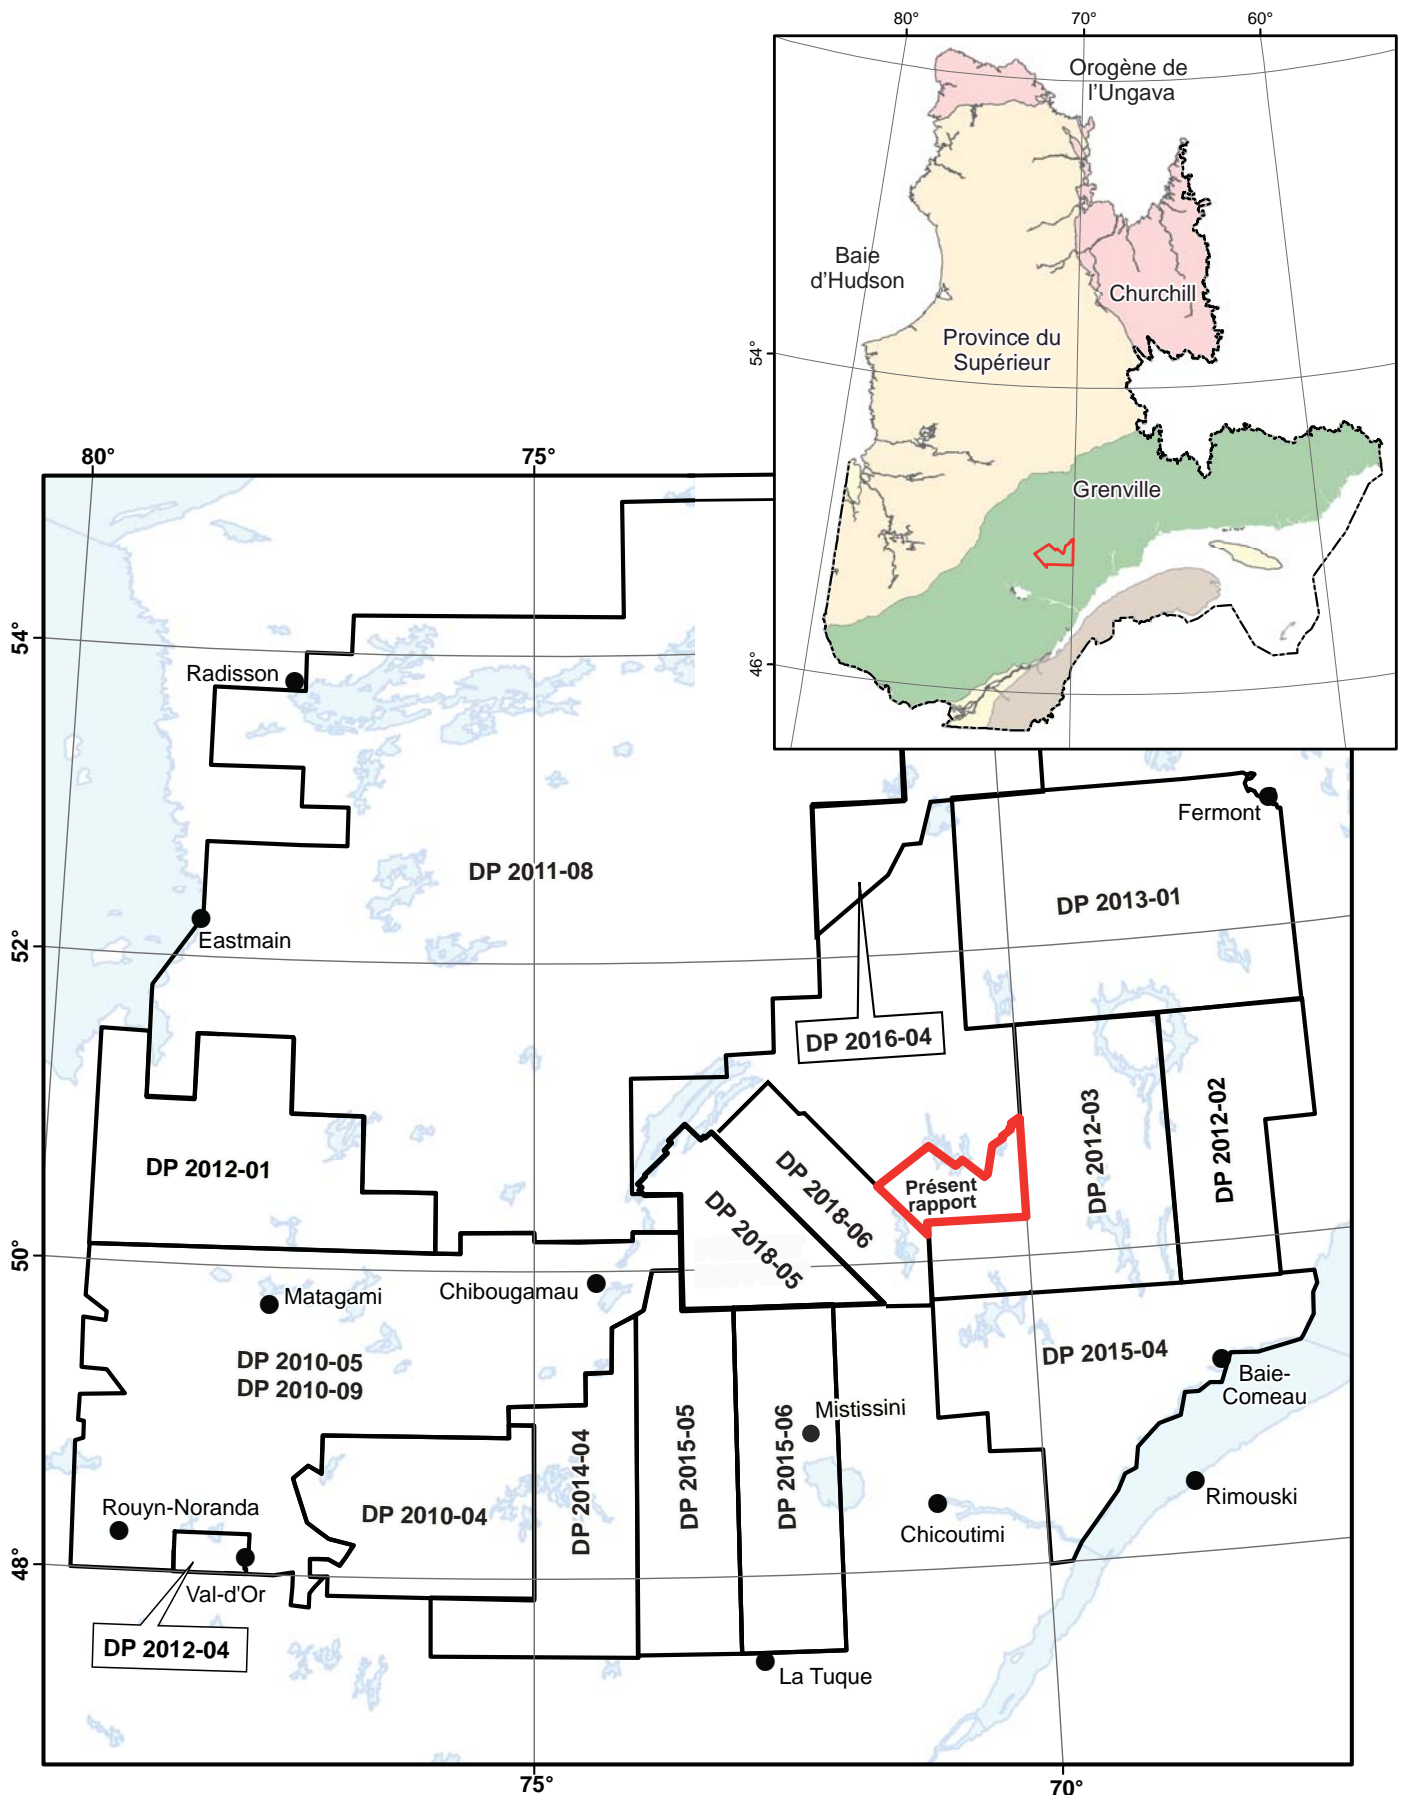 80°
70°
60°
Orogène de
l'Ungava
Baie
d'Hudson
Churchill
Province du
Supérieur
54°
Grenville
46°
80°
75°
54°
Radisson
Fermont
DP 2011-08
DP 2013-01
Eastmain
52°
DP 2016-04
DP 2012-03
DP 2012-02
DP 2012-01
DP 2018-06
Présent
rapport
DP 2018-05
50°
Chibougamau
Matagami
DP 2010-05
DP 2010-09
DP 2015-04
Baie-
Comeau
Mistissini
DP 2014-04
DP 2015-05
DP 2015-06
Rouyn-Noranda
DP 2010-04
Rimouski
Chicoutimi
48°
Val-d'Or
DP 2012-04
La Tuque
75°
70°